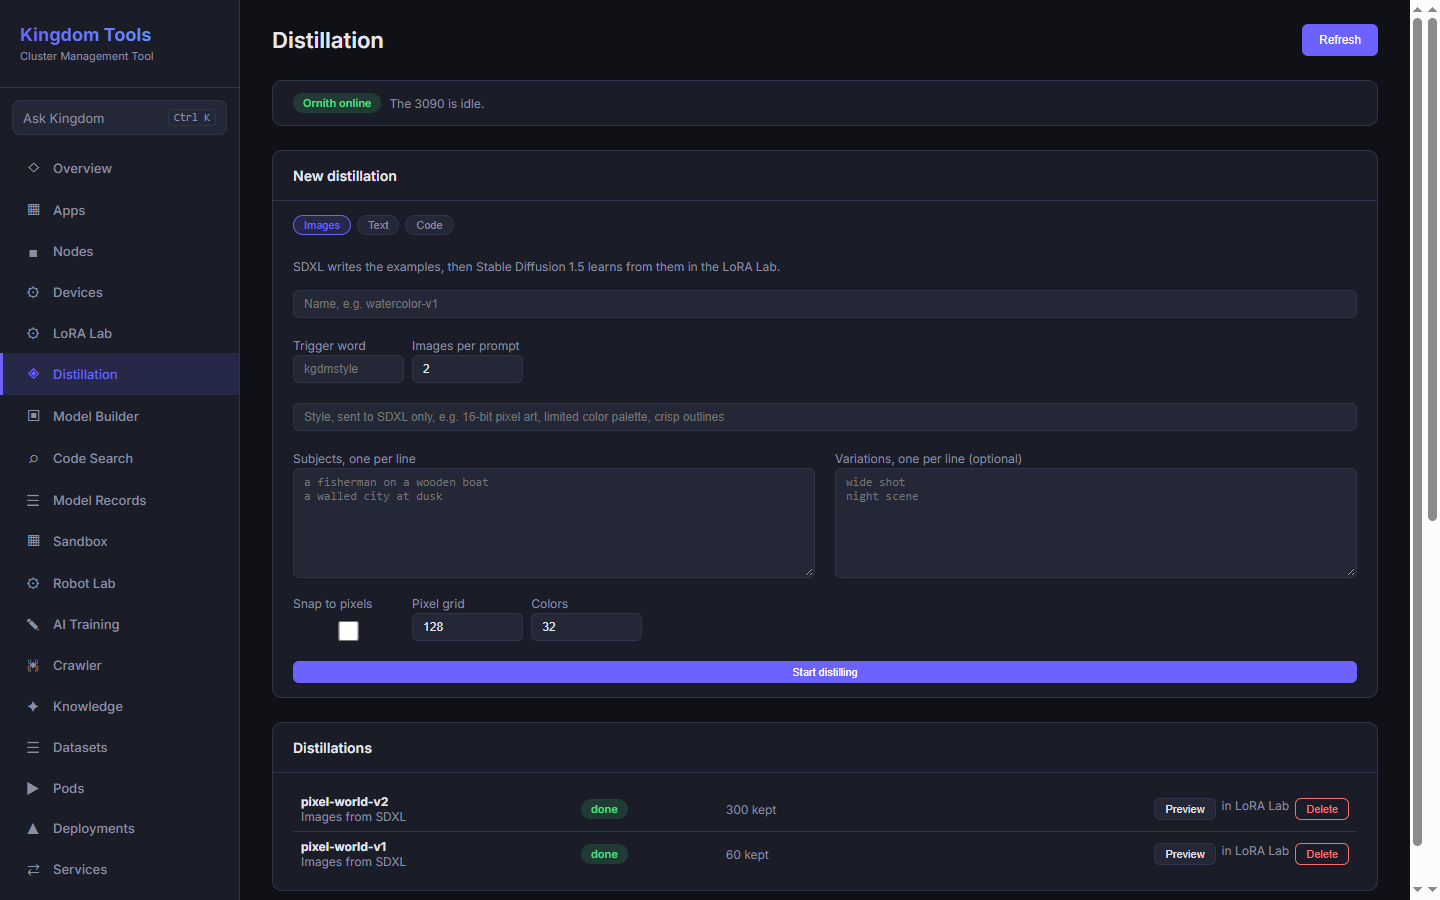 Kingdom Tools
Cluster Management Tool
Ask Kingdom
Ctrl K
Overview
Apps
Nodes
Devices
LoRA Lab
Distillation
Model Builder
Code Search
Model Records
Sandbox
Robot Lab
AI Training
Crawler
Knowledge
Datasets
Pods
Deployments
Services
Distillation
Refresh
Ornith online
The 3090 is idle.
New distillation
Images
Text
Code
SDXL writes the examples, then Stable Diffusion 1.5 learns from them in the LoRA Lab.
Name, e.g. watercolor-v1
Trigger word
Images per prompt
kgdmstyle
2
Style, sent to SDXL only, e.g. 16-bit pixel art, limited color palette, crisp outlines
Subjects, one per line
a fisherman on a wooden boat
a walled city at dusk
Variations, one per line (optional)
wide shot
night scene
Snap to pixels
Pixel grid
Colors
128
32
Start distilling
Distillations
pixel-world-v2
Images from SDXL
done
300 kept
Preview
in LoRA Lab
Delete
pixel-world-v1
Images from SDXL
done
60 kept
Preview
in LoRA Lab
Delete